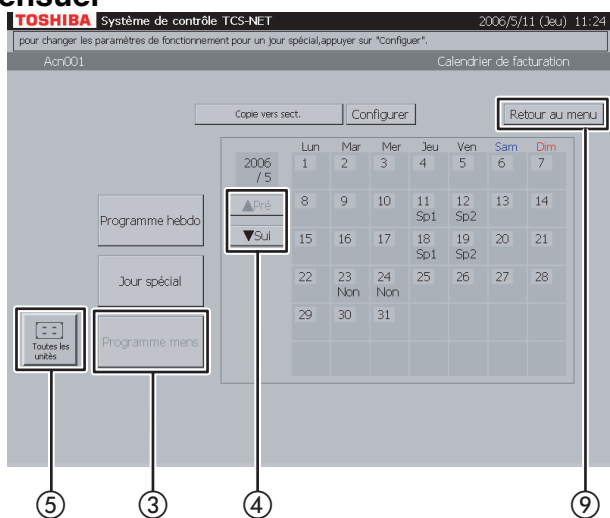 ensuel
TOSHIBA Système de contrôle TCS-NET 2006/5/11 (Jeu) 11:24
pour changer les paramètres de fonctionnement pour un jour spécial,appuyer sur "Configuer".
Acn001 Calendrier de facturation
Copie vers sect. Configurer Retour au menu
Lun Mar Mer Jeu Ven Sam Dim
2006 / 5
1 2 3 4 5 6 7
▲Pré
8 9 10 11 12 13 14
Sp1 Sp2
Programme hebdo
▼Sui
15 16 17 18 19 20 21
Sp1 Sp2
Jour spécial
22 23 24 25 26 27 28
Non Non
29 30 31
Toutes les unitès
Programme mens
⑤ ③ ④ ⑨